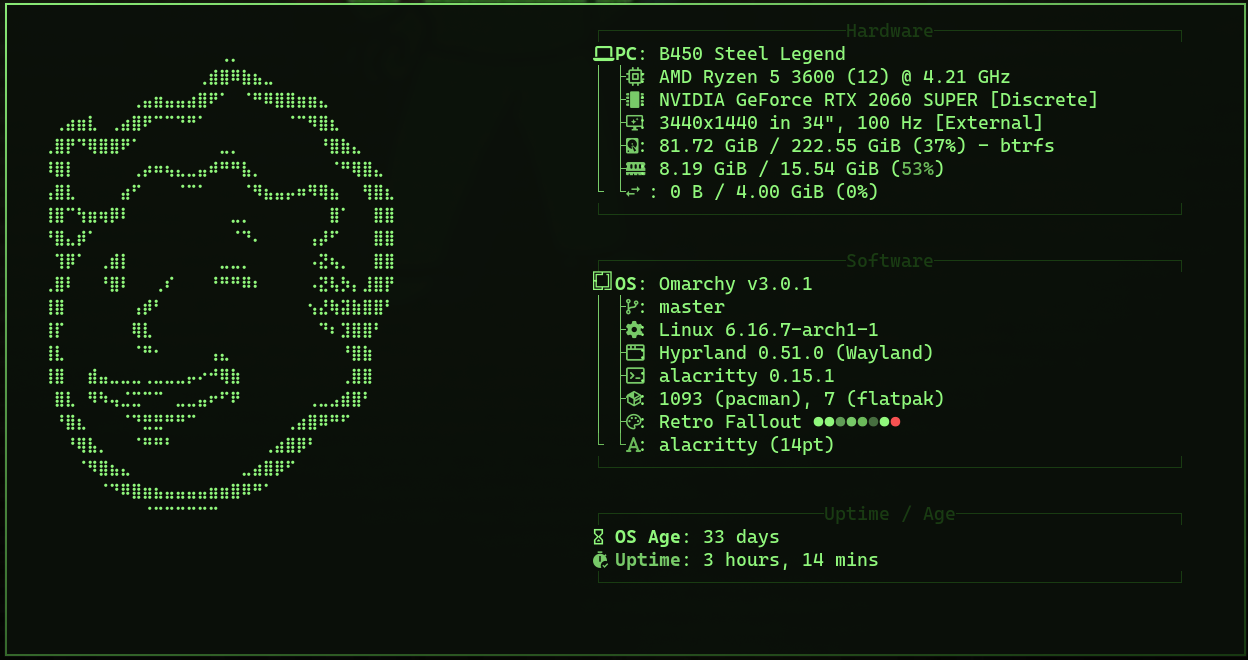 Hardware
PC: B450 Steel Legend
: AMD Ryzen 5 3600 (12) @ 4.21 GHz
: NVIDIA GeForce RTX 2060 SUPER [Discrete]
: 3440x1440 in 34", 100 Hz [External]
: 81.72 GiB / 222.55 GiB (37%) - btrfs
: 8.19 GiB / 15.54 GiB (53%)
: 0 B / 4.00 GiB (0%)
Software
OS: Omarchy v3.0.1
: master
: Linux 6.16.7-arch1-1
: Hyprland 0.51.0 (Wayland)
: alacritty 0.15.1
: 1093 (pacman), 7 (flatpak)
: Retro Fallout
: alacritty (14pt)
Uptime / Age
OS Age: 33 days
Uptime: 3 hours, 14 mins